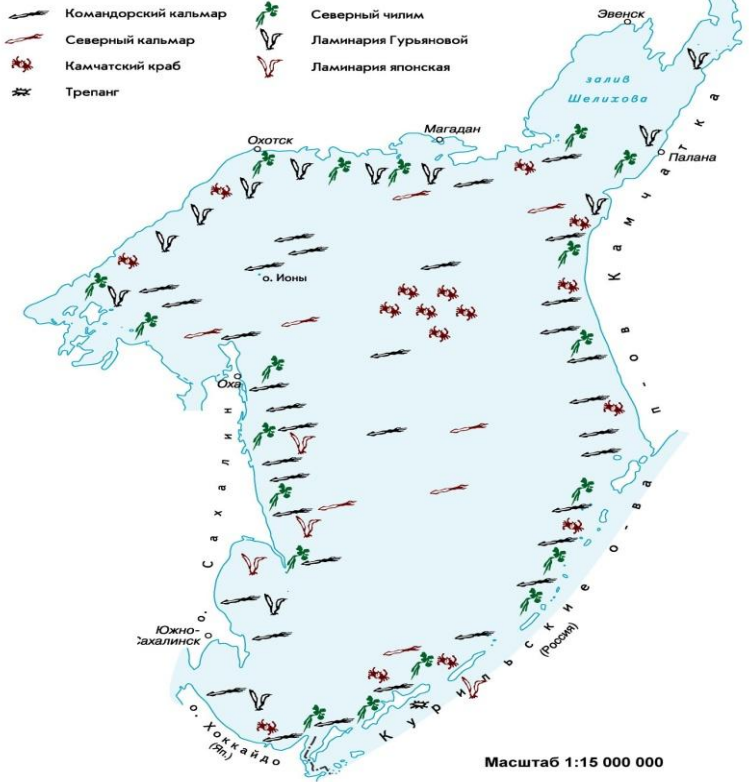 Командорский кальмар
Северный кальмар
Камчатский краб
Трепанг
Северный чилим
Ламинария Гурьяновой
Ламинария японская
Эвенск
залив
Шелихова
Магадан
Охотск
Палана
п-ов Камчатка
о. Ионы
Оха
о. Сахалин
Южно-
Сахалинск
Курильские о-ва
(Россия)
о. Хоккайдо
(Яп.)
Масштаб 1:15 000 000